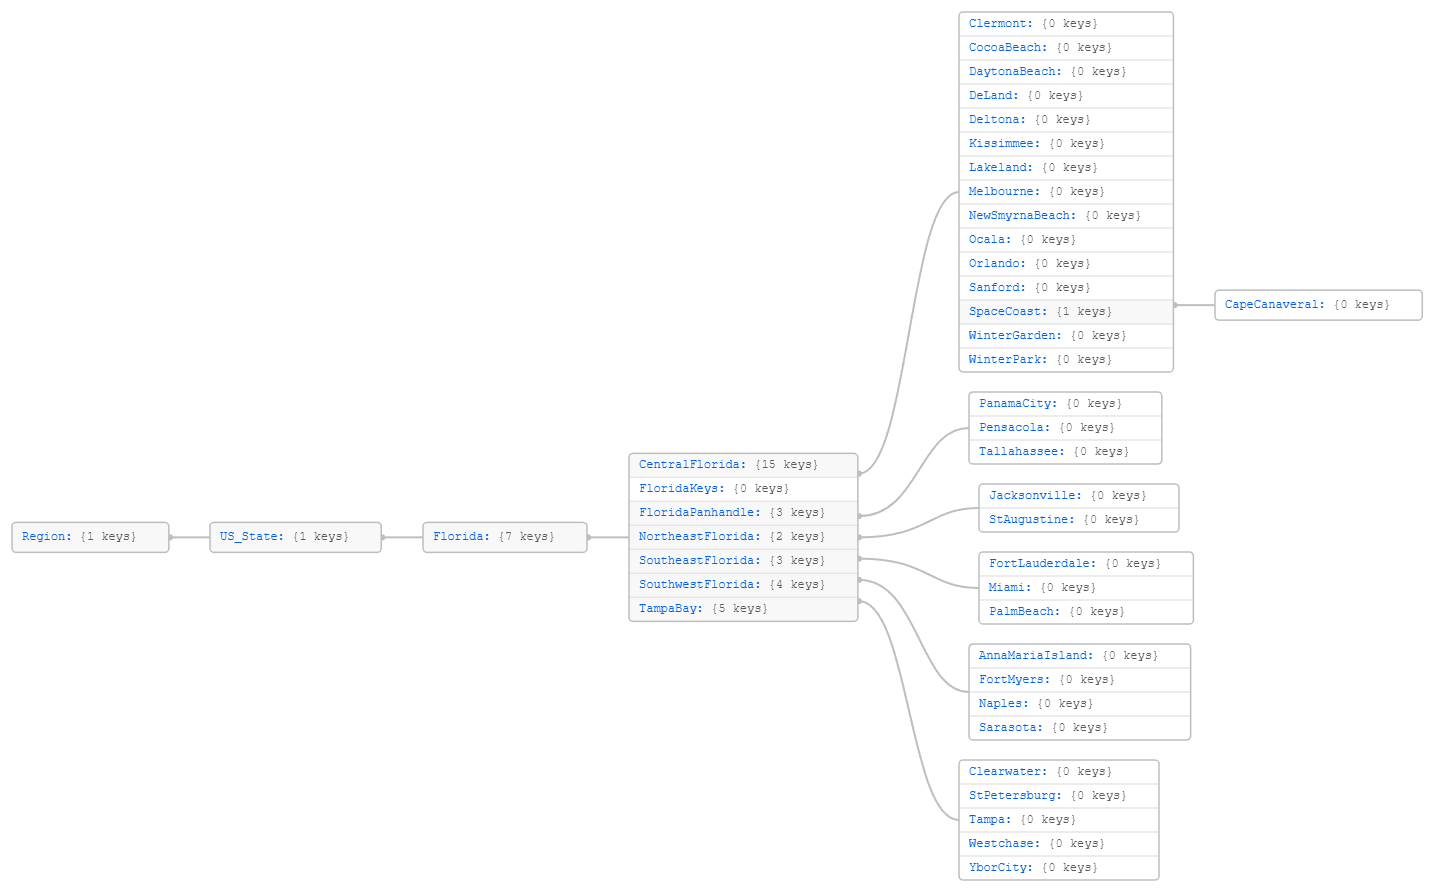 Region: {1 keys}
US_State: {1 keys}
Florida: {7 keys}
CentralFlorida: {15 keys}
FloridaKeys: {0 keys}
FloridaPanhandle: {3 keys}
NortheastFlorida: {2 keys}
SoutheastFlorida: {3 keys}
SouthwestFlorida: {4 keys}
TampaBay: {5 keys}
Clermont: {0 keys}
CocoaBeach: {0 keys}
DaytonaBeach: {0 keys}
DeLand: {0 keys}
Deltona: {0 keys}
Kissimmee: {0 keys}
Lakeland: {0 keys}
Melbourne: {0 keys}
NewSmyrnaBeach: {0 keys}
Ocala: {0 keys}
Orlando: {0 keys}
Sanford: {0 keys}
SpaceCoast: {1 keys}
WinterGarden: {0 keys}
WinterPark: {0 keys}
CapeCanaveral: {0 keys}
PanamaCity: {0 keys}
Pensacola: {0 keys}
Tallahassee: {0 keys}
Jacksonville: {0 keys}
StAugustine: {0 keys}
FortLauderdale: {0 keys}
Miami: {0 keys}
PalmBeach: {0 keys}
AnnaMariaIsland: {0 keys}
FortMyers: {0 keys}
Naples: {0 keys}
Sarasota: {0 keys}
Clearwater: {0 keys}
StPetersburg: {0 keys}
Tampa: {0 keys}
Westchase: {0 keys}
YborCity: {0 keys}